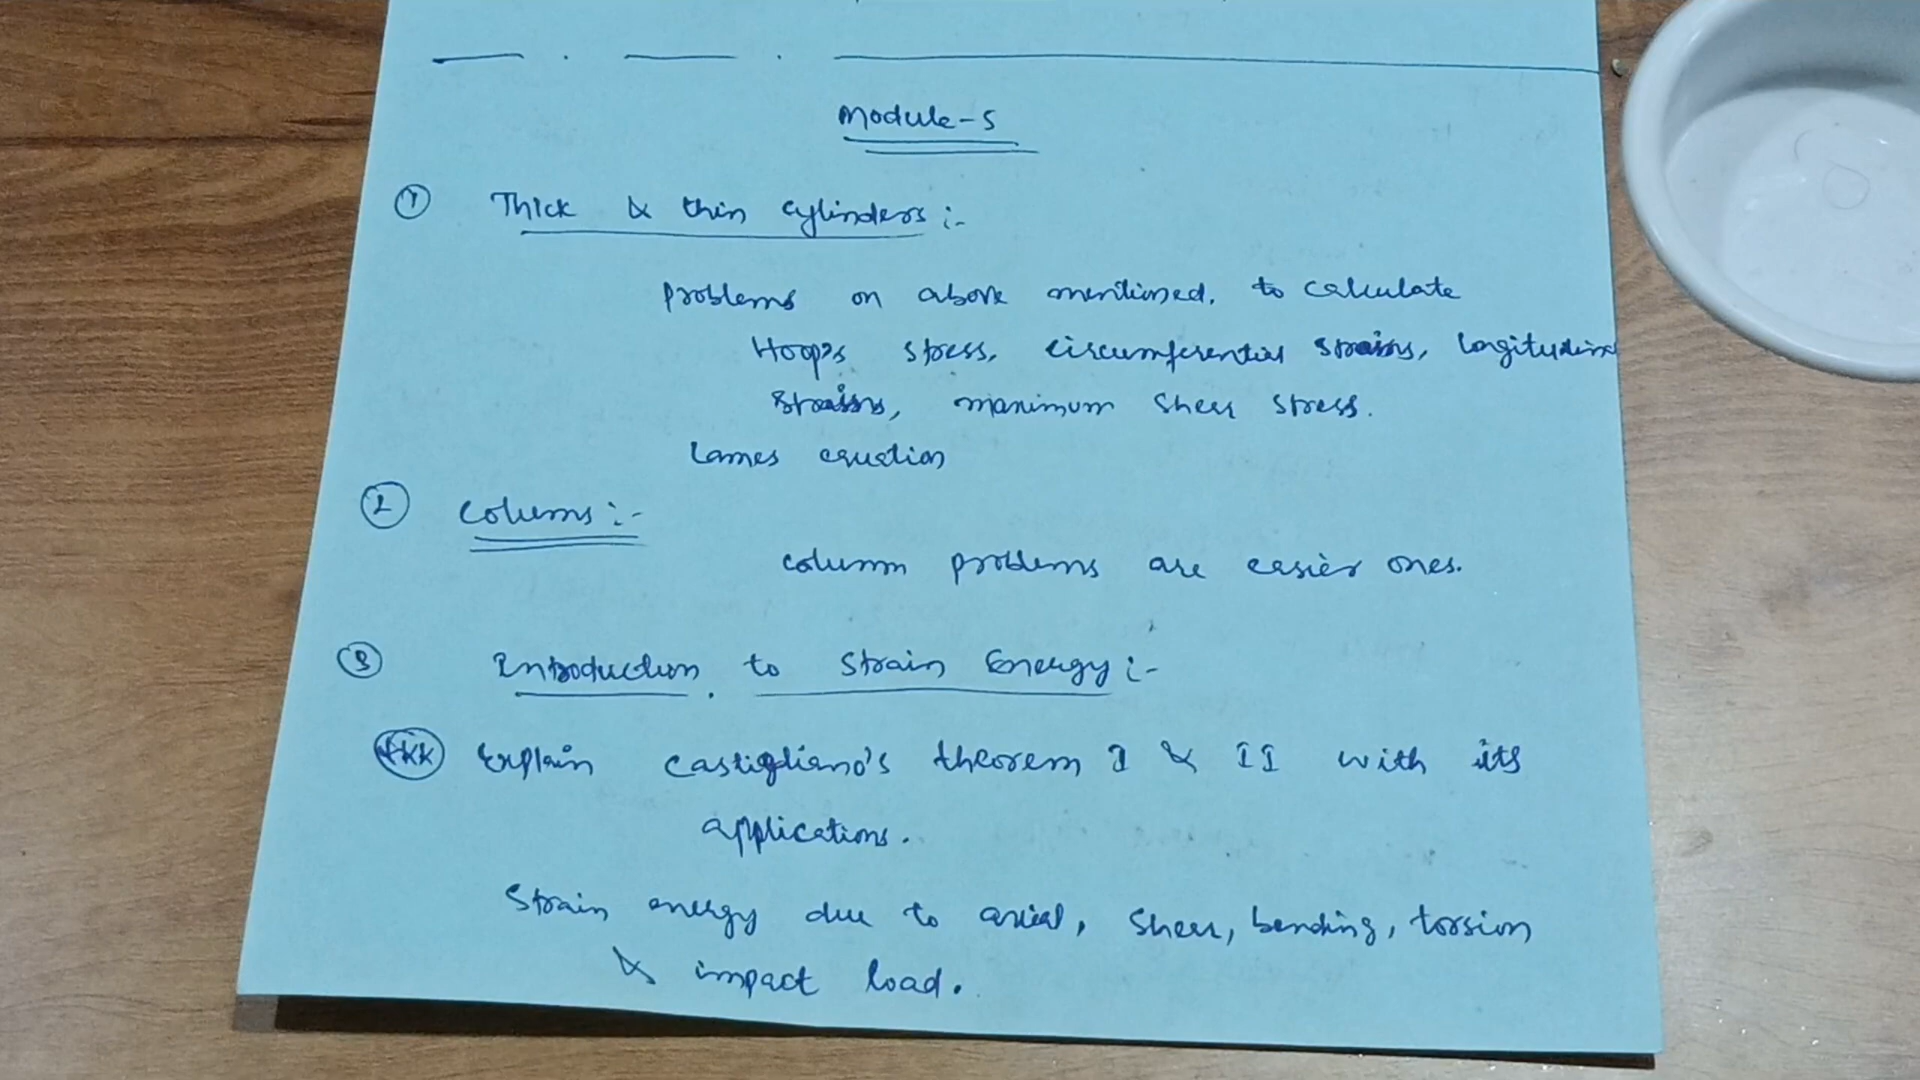 Module-5
① Thick & thin cylinders :-
problems on above mentioned, to calculate
Hoop's stress, circumferential strains, longitudinal
strains, maximum shear stress.
Lames equation
② Colums :-
column problems are easier ones.
③ Introduction to Strain Energy :-
Explain Castigliano's theorem I & II with its
applications.
Strain energy due to axial, shear, bending, torsion
& impact load.